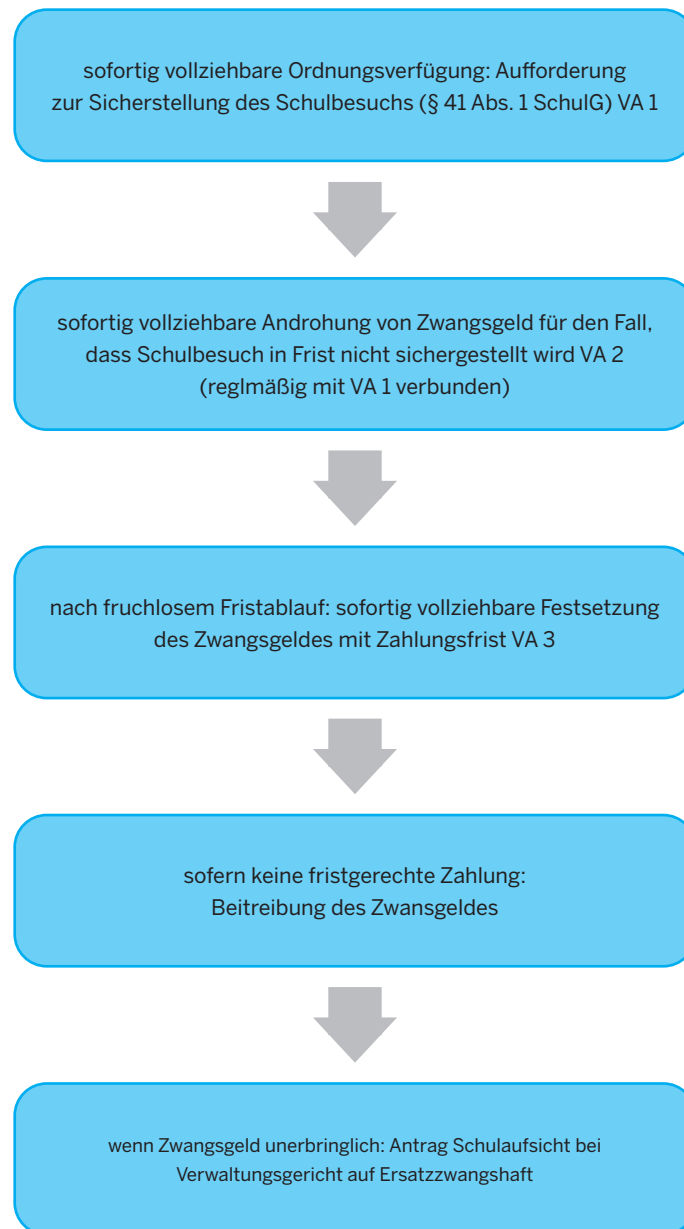 sofortig vollziehbare Ordnungsverfügung: Aufforderung
zur Sicherstellung des Schulbesuchs (§ 41 Abs. 1 SchulG) VA 1
sofortig vollziehbare Androhung von Zwangsgeld für den Fall,
dass Schulbesuch in Frist nicht sichergestellt wird VA 2
(reglmäßig mit VA 1 verbunden)
nach fruchlosem Fristablauf: sofortig vollziehbare Festsetzung
des Zwangsgeldes mit Zahlungsfrist VA 3
sofern keine fristgerechte Zahlung:
Beitreibung des Zwansgeldes
wenn Zwangsgeld unerbringlich: Antrag Schulaufsicht bei
Verwaltungsgericht auf Ersatzzwangshaft